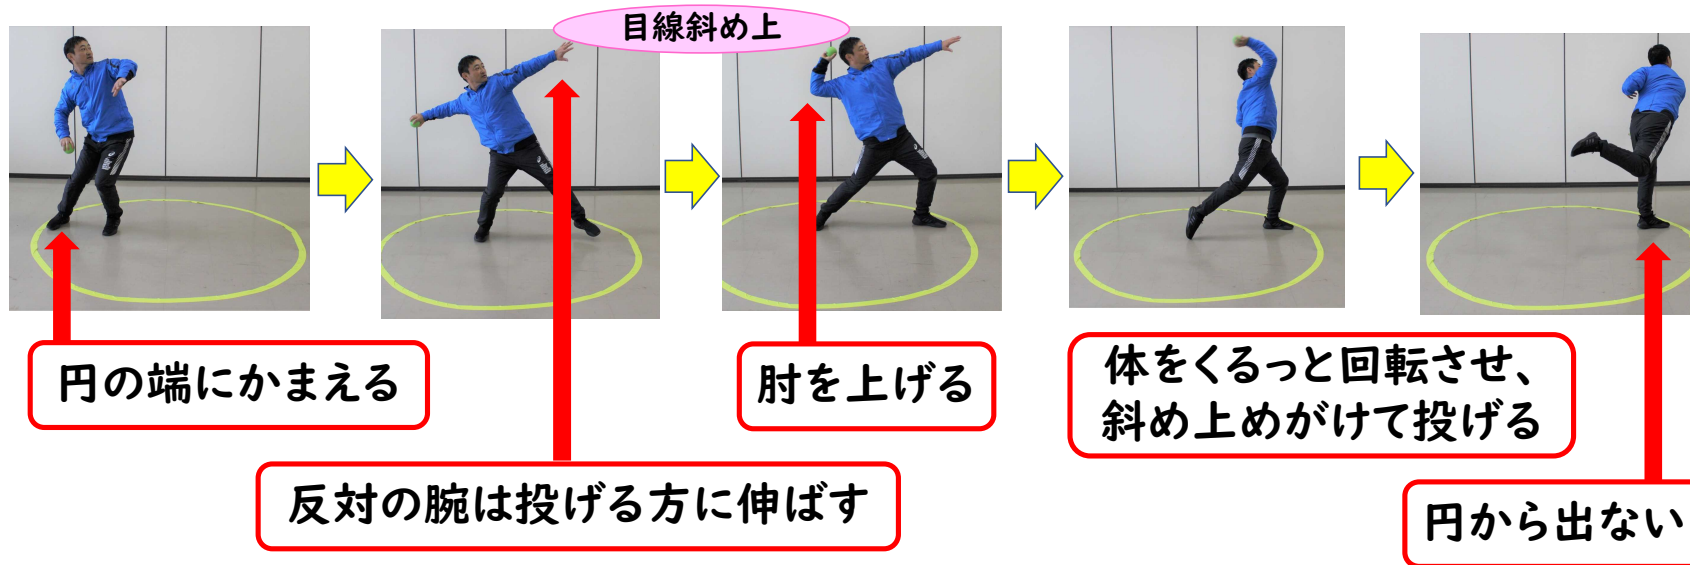 目線斜め上
円の端にかまえる
反対の腕は投げる方に伸ばす
肘を上げる
体をくるっと回転させ、
斜め上めがけて投げる
円から出ない